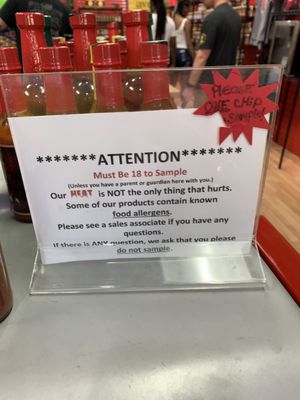 PLEASE
ONE CHIP
SAMPLE!
*******ATTENTION*******
Must Be 18 to Sample
(Unless you have a parent or guardian here with you.)
Our HEAT is NOT the only thing that hurts.
Some of our products contain known
food allergens.
Please see a sales associate if you have any
questions.
If there is ANY question, we ask that you please
do not sample.